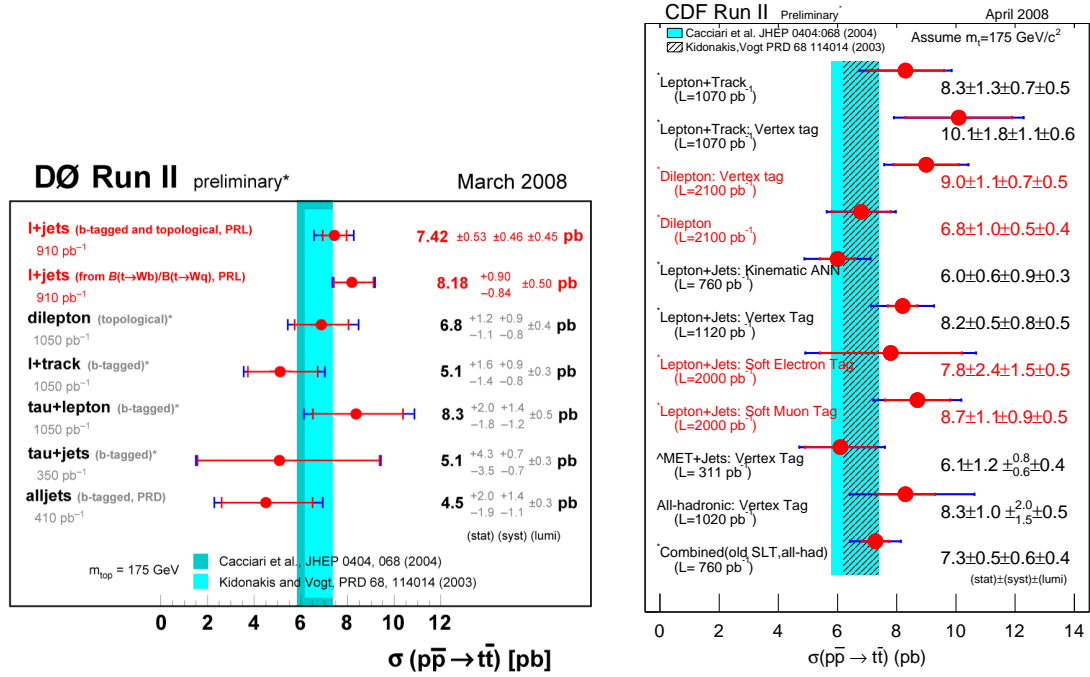 DØ Run II preliminary* March 2008
l+jets (b-tagged and topological, PRL)
910 pb⁻¹
7.42 ±0.53 ±0.46 ±0.45 pb
l+jets (from B(t→Wb)/B(t→Wq), PRL)
910 pb⁻¹
8.18 +0.90 −0.84 ±0.50 pb
dilepton (topological)*
1050 pb⁻¹
6.8 +1.2 −1.1 +0.9 −0.8 ±0.4 pb
l+track (b-tagged)*
1050 pb⁻¹
5.1 +1.6 −1.4 +0.9 −0.8 ±0.3 pb
tau+lepton (b-tagged)*
1050 pb⁻¹
8.3 +2.0 −1.8 +1.4 −1.2 ±0.5 pb
tau+jets (b-tagged)*
350 pb⁻¹
5.1 +4.3 −3.5 +0.7 −0.7 ±0.3 pb
alljets (b-tagged, PRD)
410 pb⁻¹
4.5 +2.0 −1.9 +1.4 −1.1 ±0.3 pb
(stat) (syst) (lumi)
m_top = 175 GeV
Cacciari et al., JHEP 0404, 068 (2004)
Kidonakis and Vogt, PRD 68, 114014 (2003)
0 2 4 6 8 10 12
σ (pp̄ → tt̄) [pb]
CDF Run II Preliminary* April 2008
Cacciari et al. JHEP 0404:068 (2004)
Kidonakis,Vogt PRD 68 114014 (2003)
Assume m_t=175 GeV/c²
*Lepton+Track
(L=1070 pb⁻¹)
8.3±1.3±0.7±0.5
*Lepton+Track: Vertex tag
(L=1070 pb⁻¹)
10.1±1.8±1.1±0.6
*Dilepton: Vertex tag
(L=2100 pb⁻¹)
9.0±1.1±0.7±0.5
*Dilepton
(L=2100 pb⁻¹)
6.8±1.0±0.5±0.4
*Lepton+Jets: Kinematic ANN
(L= 760 pb⁻¹)
6.0±0.6±0.9±0.3
*Lepton+Jets: Vertex Tag
(L=1120 pb⁻¹)
8.2±0.5±0.8±0.5
*Lepton+Jets: Soft Electron Tag
(L=2000 pb⁻¹)
7.8±2.4±1.5±0.5
*Lepton+Jets: Soft Muon Tag
(L=2000 pb⁻¹)
8.7±1.1±0.9±0.5
^MET+Jets: Vertex Tag
(L= 311 pb⁻¹)
6.1±1.2 ±0.8 0.6 ±0.4
All-hadronic: Vertex Tag
(L=1020 pb⁻¹)
8.3±1.0 ±2.0 1.5 ±0.5
*Combined(old SLT,all-had)
(L= 760 pb⁻¹)
7.3±0.5±0.6±0.4
(stat)±(syst)±(lumi)
0 2 4 6 8 10 12 14
σ(pp̄ → tt̄) (pb)